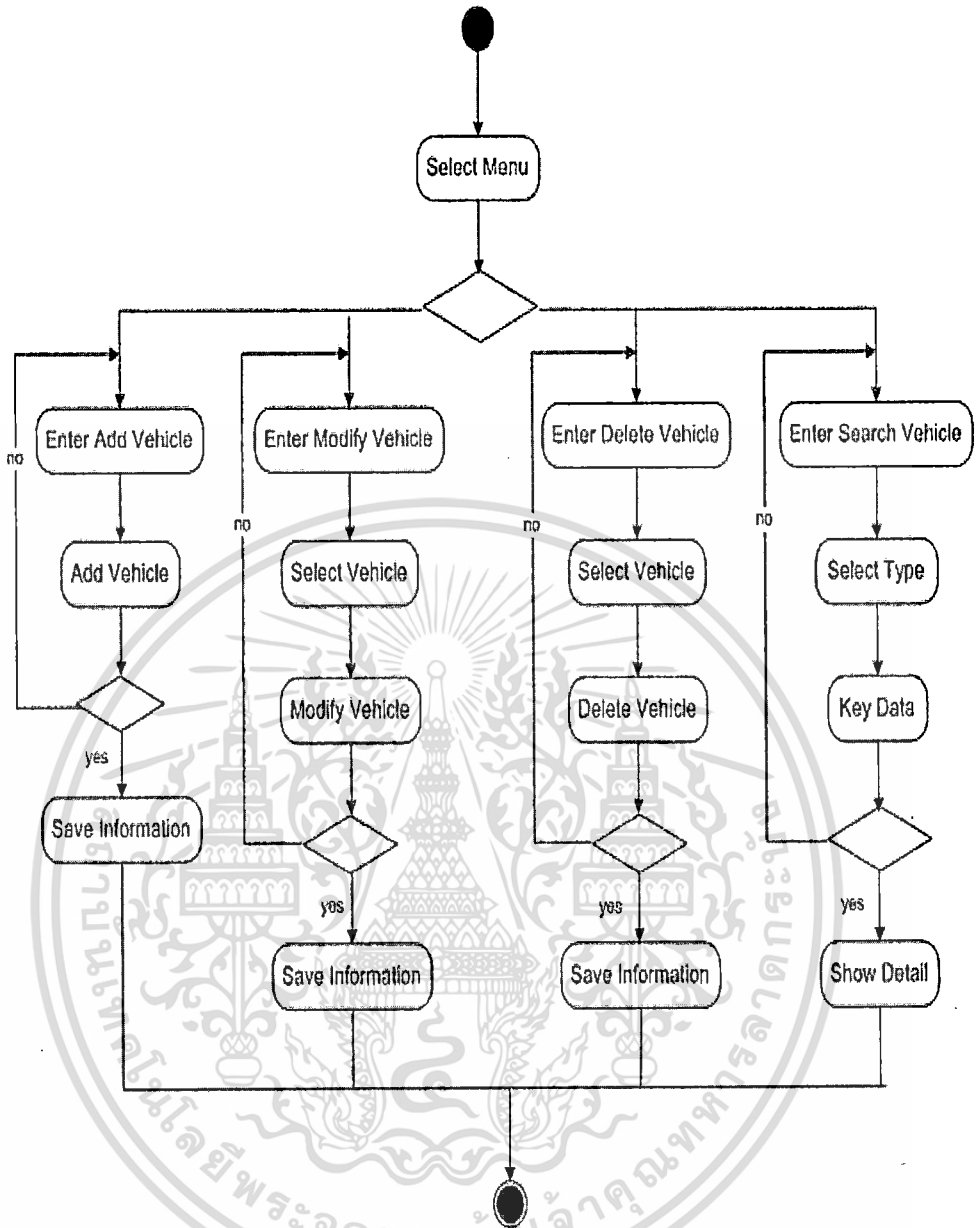 Select Menu
Enter Add Vehicle
Enter Modify Vehicle
Enter Delete Vehicle
Enter Search Vehicle
no
no
no
no
Add Vehicle
Select Vehicle
Select Vehicle
Select Type
Modify Vehicle
Delete Vehicle
Key Data
yes
Save Information
yes
yes
yes
Save Information
Save Information
Show Detail